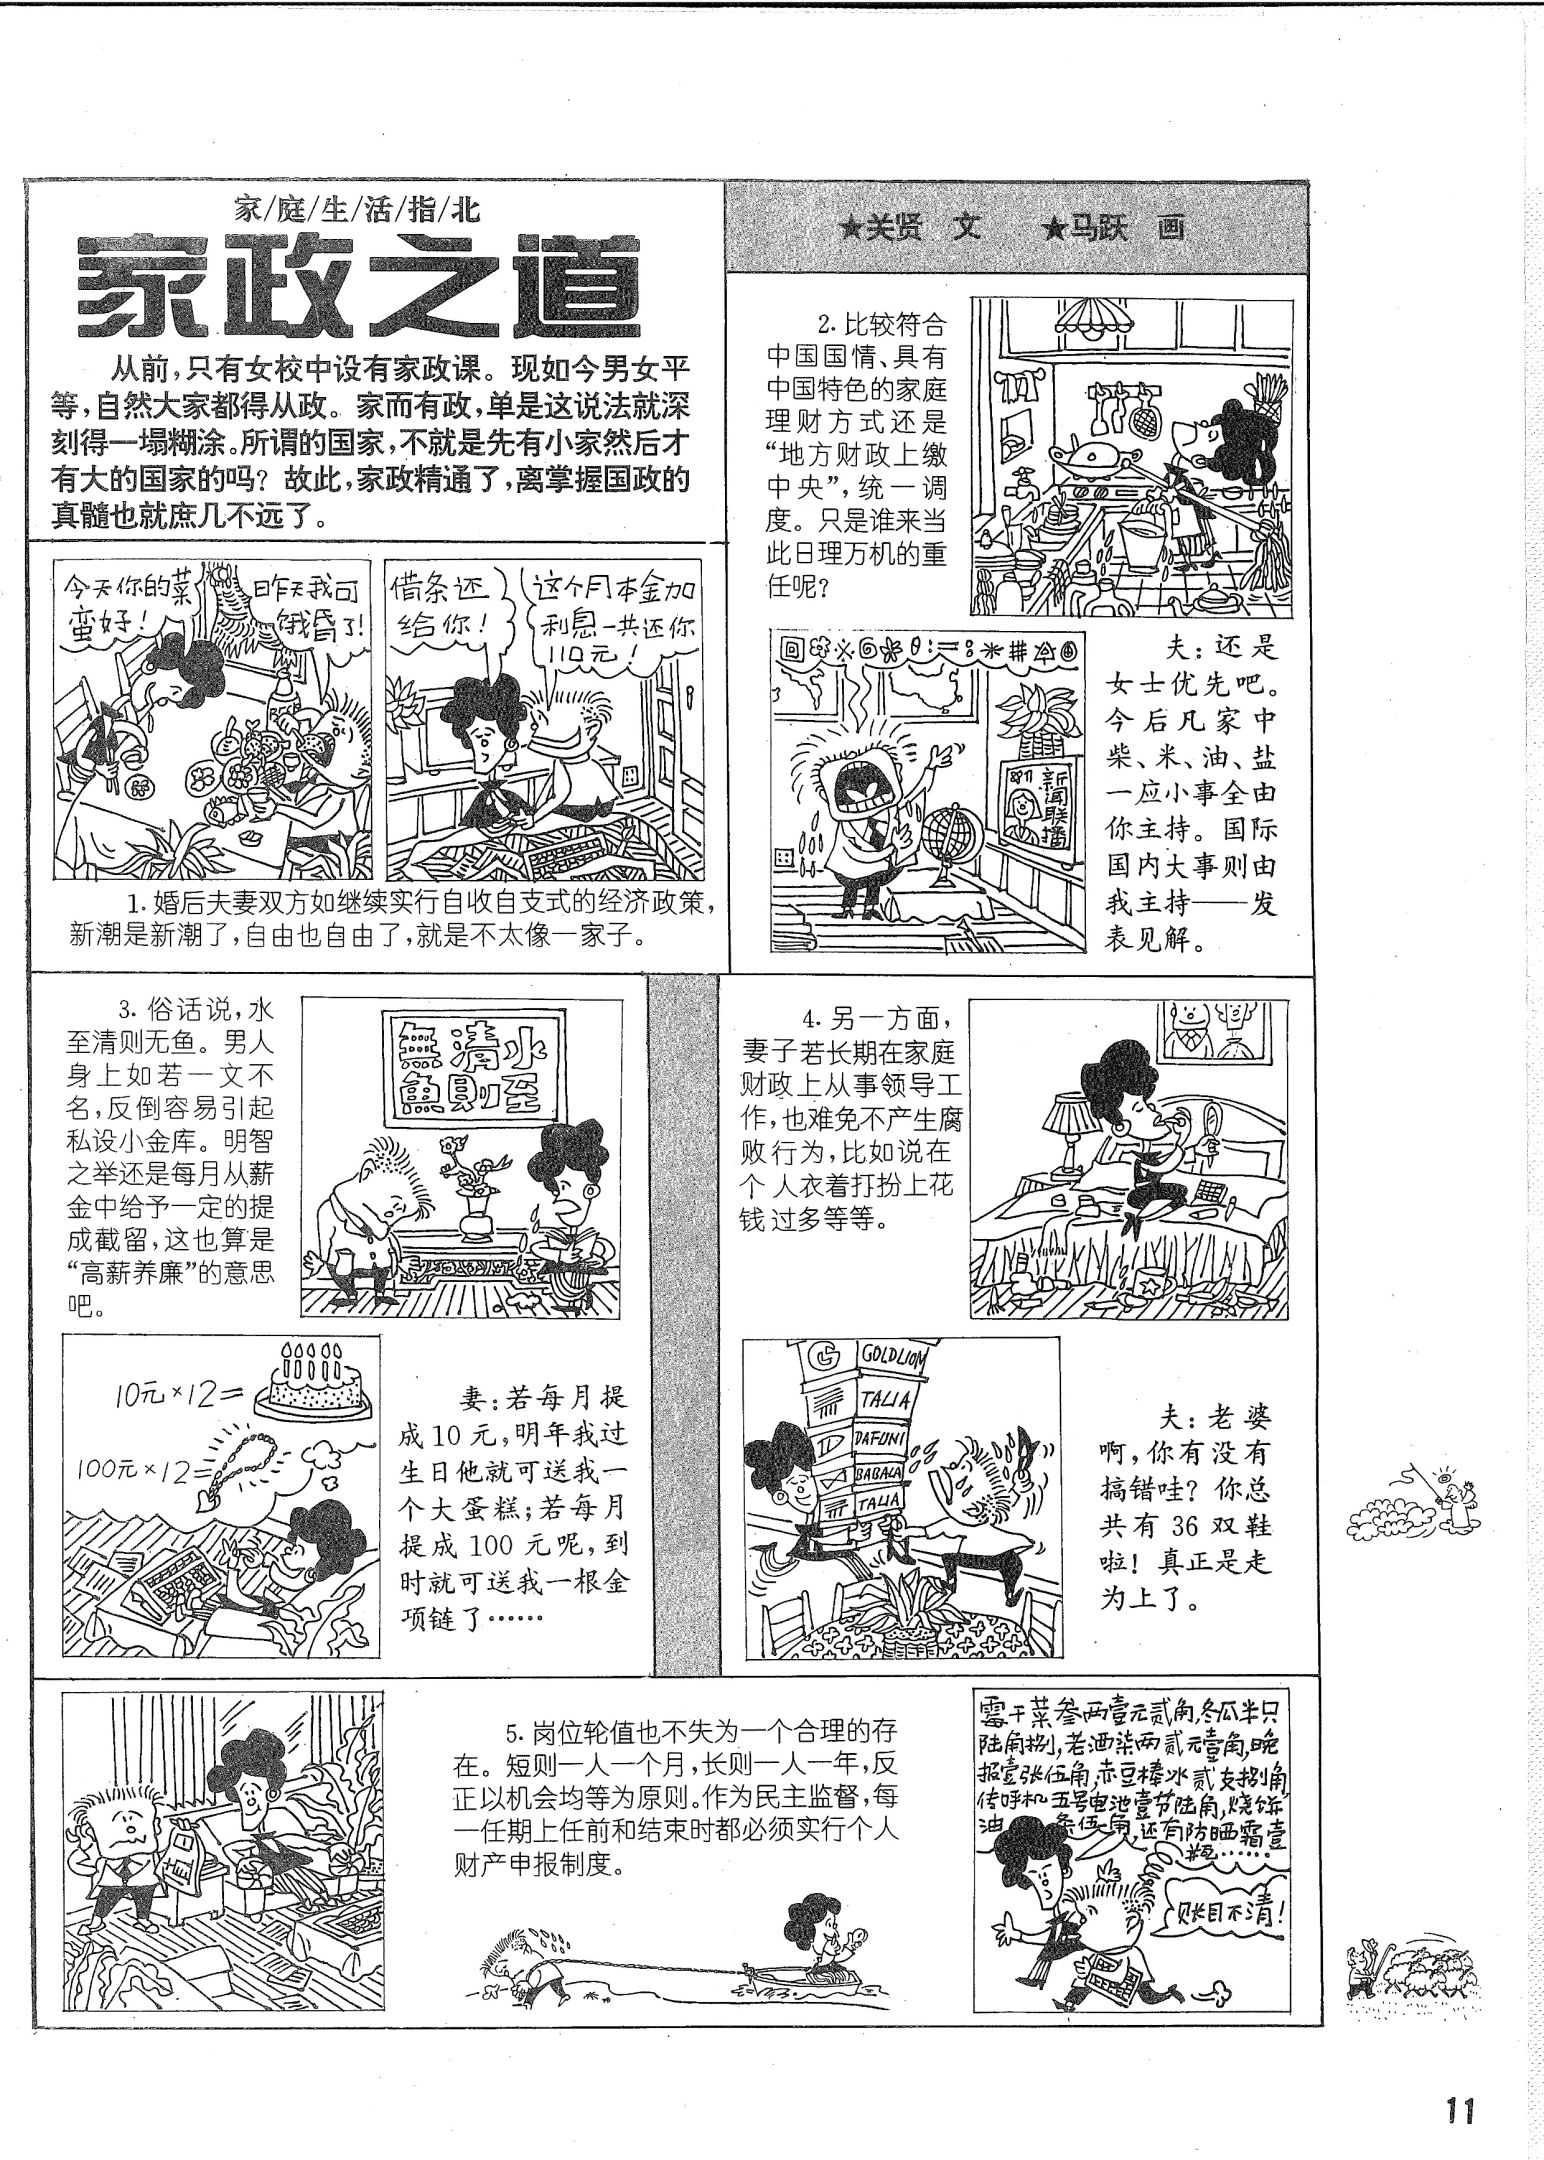 家/庭/生/活/指/北
家政之道
★关贤 文 ★马跃 画
从前，只有女校中设有家政课。现如今男女平
等，自然大家都得从政。家而有政，单是这说法就深
刻得一塌糊涂。所谓的国家，不就是先有小家然后才
有大的国家的吗？故此，家政精通了，离掌握国政的
真髓也就庶几不远了。
今天你的菜
蛮好！
昨天我可
饿昏了！
BEER
借条还
给你！
这个月本金加
利息一共还你
110元！
1. 婚后夫妻双方如继续实行自收自支式的经济政策，
新潮是新潮了，自由也自由了，就是不太像一家子。
2. 比较符合
中国国情、具有
中国特色的家庭
理财方式还是
“地方财政上缴
中央”，统一调
度。只是谁来当
此日理万机的重
任呢？
新闻联播
夫：还是
女士优先吧。
今后凡家中
柴、米、油、盐
一应小事全由
你主持。国际
国内大事则由
我主持——发
表见解。
3. 俗话说，水
至清则无鱼。男人
身上如若一文不
名，反倒容易引起
私设小金库。明智
之举还是每月从薪
金中给予一定的提
成截留，这也算是
“高薪养廉”的意思
吧。
無清水
魚則至
10元×12=
100元×12=
妻：若每月提
成10元，明年我过
生日他就可送我一
个大蛋糕；若每月
提成100元呢，到
时就可送我一根金
项链了……
4. 另一方面，
妻子若长期在家庭
财政上从事领导工
作，也难免不产生腐
败行为，比如说在
个人衣着打扮上花
钱过多等等。
GOLDLION
TALIA
DAFUNI
BABALA
TALIA
夫：老婆
啊，你有没有
搞错哇？你总
共有36双鞋
啦！真正是走
为上了。
值日
5. 岗位轮值也不失为一个合理的存
在。短则一人一个月，长则一人一年，反
正以机会均等为原则。作为民主监督，每
一任期上任前和结束时都必须实行个人
财产申报制度。
霉干菜叁两壹元贰角，冬瓜半只
陆角捌，老酒柒两贰元壹角，晚
报壹张伍角，赤豆棒冰贰支捌角
传呼机五号电池壹节陆角，烧饼
油条伍角，还有防晒霜壹
瓶……
账目不清！
11